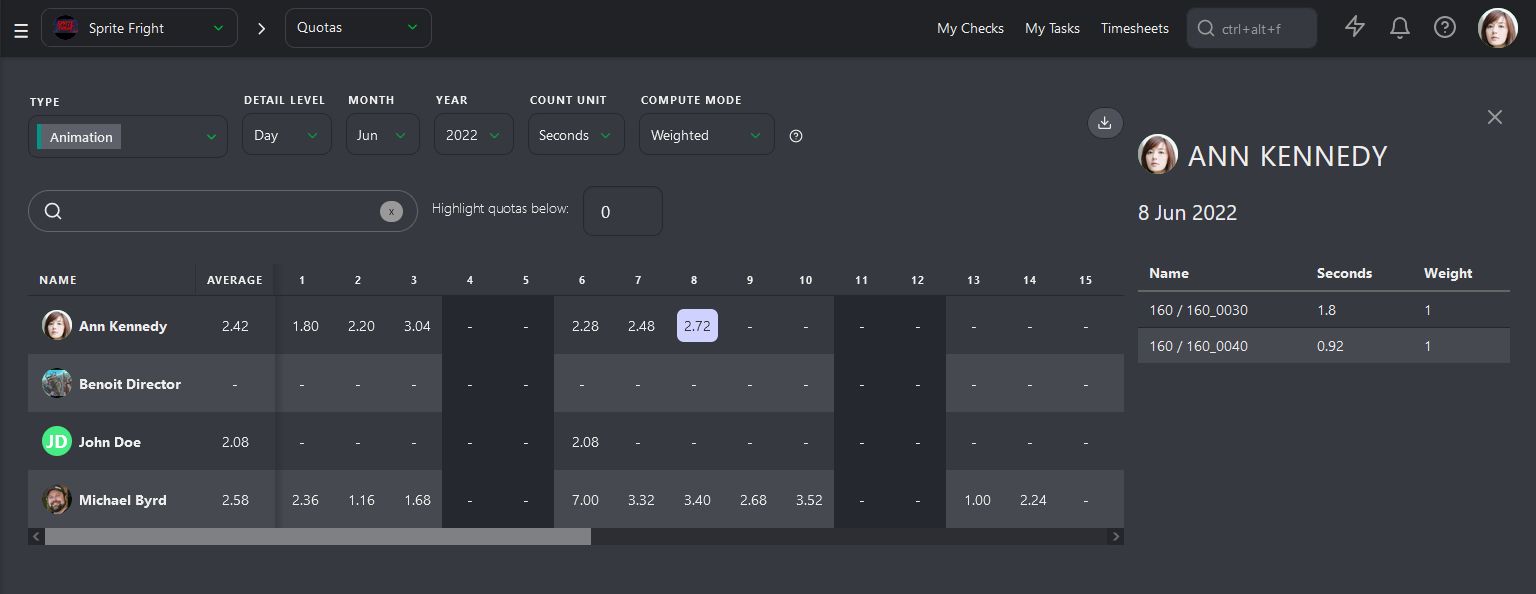 Sprite Fright Quotas My Checks My Tasks Timesheets ctrl+alt+f
TYPE DETAIL LEVEL MONTH YEAR COUNT UNIT COMPUTE MODE
Animation Day Jun 2022 Seconds Weighted
x Highlight quotas below: 0
NAME AVERAGE 1 2 3 4 5 6 7 8 9 10 11 12 13 14 15
Ann Kennedy 2.42 1.80 2.20 3.04 - - 2.28 2.48 2.72 - - - - - - -
Benoit Director - - - - - - - - - - - - - - - -
JD John Doe 2.08 - - - - - 2.08 - - - - - - - - -
Michael Byrd 2.58 2.36 1.16 1.68 - - 7.00 3.32 3.40 2.68 3.52 - - 1.00 2.24 -
ANN KENNEDY
8 Jun 2022
Name Seconds Weight
160 / 160_0030 1.8 1
160 / 160_0040 0.92 1